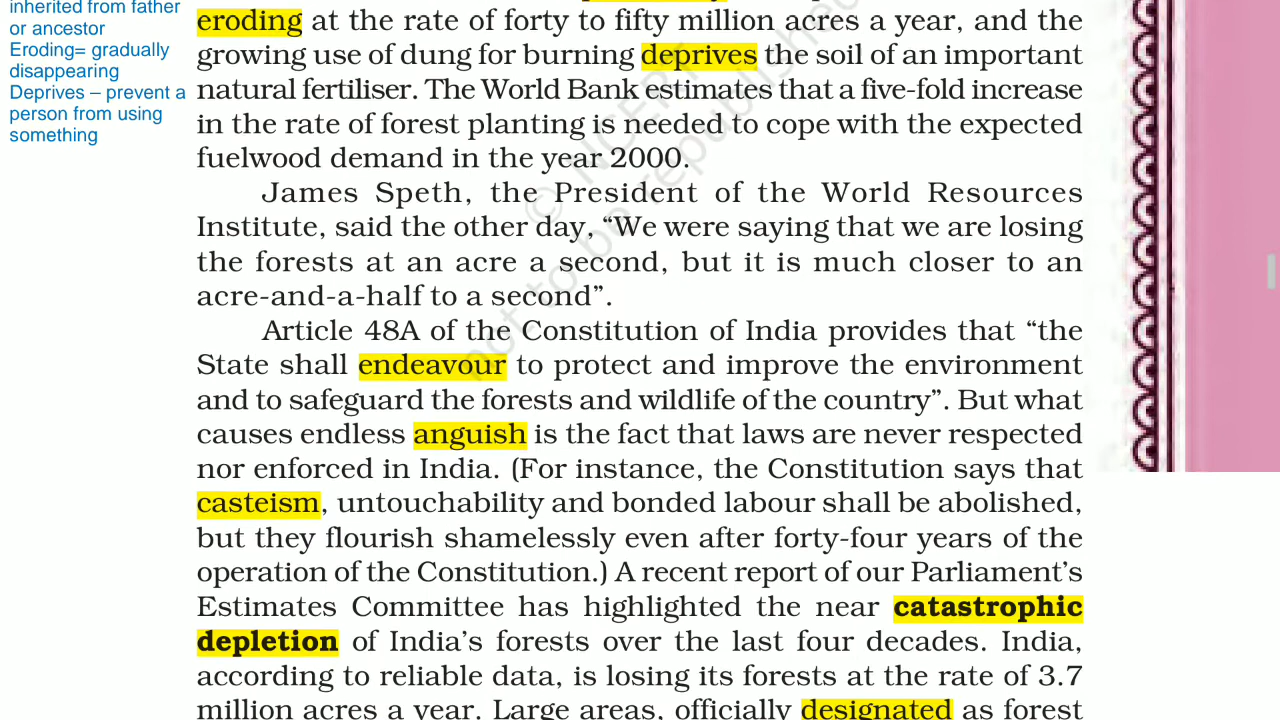 inherited from father
or ancestor
Eroding= gradually
disappearing
Deprives – prevent a
person from using
something
eroding at the rate of forty to fifty million acres a year, and the
growing use of dung for burning deprives the soil of an important
natural fertiliser. The World Bank estimates that a five-fold increase
in the rate of forest planting is needed to cope with the expected
fuelwood demand in the year 2000.
James Speth, the President of the World Resources
Institute, said the other day, “We were saying that we are losing
the forests at an acre a second, but it is much closer to an
acre-and-a-half to a second”.
Article 48A of the Constitution of India provides that “the
State shall endeavour to protect and improve the environment
and to safeguard the forests and wildlife of the country”. But what
causes endless anguish is the fact that laws are never respected
nor enforced in India. (For instance, the Constitution says that
casteism, untouchability and bonded labour shall be abolished,
but they flourish shamelessly even after forty-four years of the
operation of the Constitution.) A recent report of our Parliament’s
Estimates Committee has highlighted the near catastrophic
depletion of India’s forests over the last four decades. India,
according to reliable data, is losing its forests at the rate of 3.7
million acres a year. Large areas, officially designated as forest
© NCERT
not to be republished